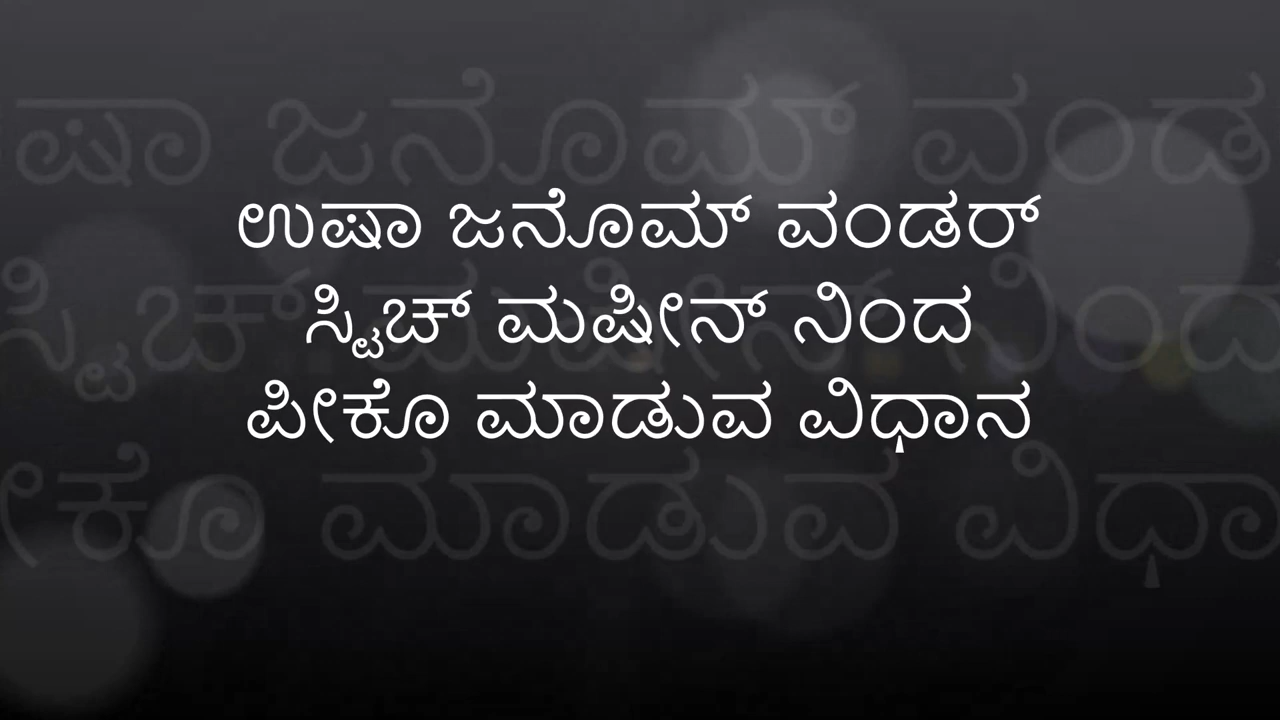 ಉಷಾ ಜನೊಮ್ ವಂಡರ್
ಸ್ಟಿಚ್ ಮಷೀನ್ ನಿಂದ
ಪೀಕೊ ಮಾಡುವ ವಿಧಾನ